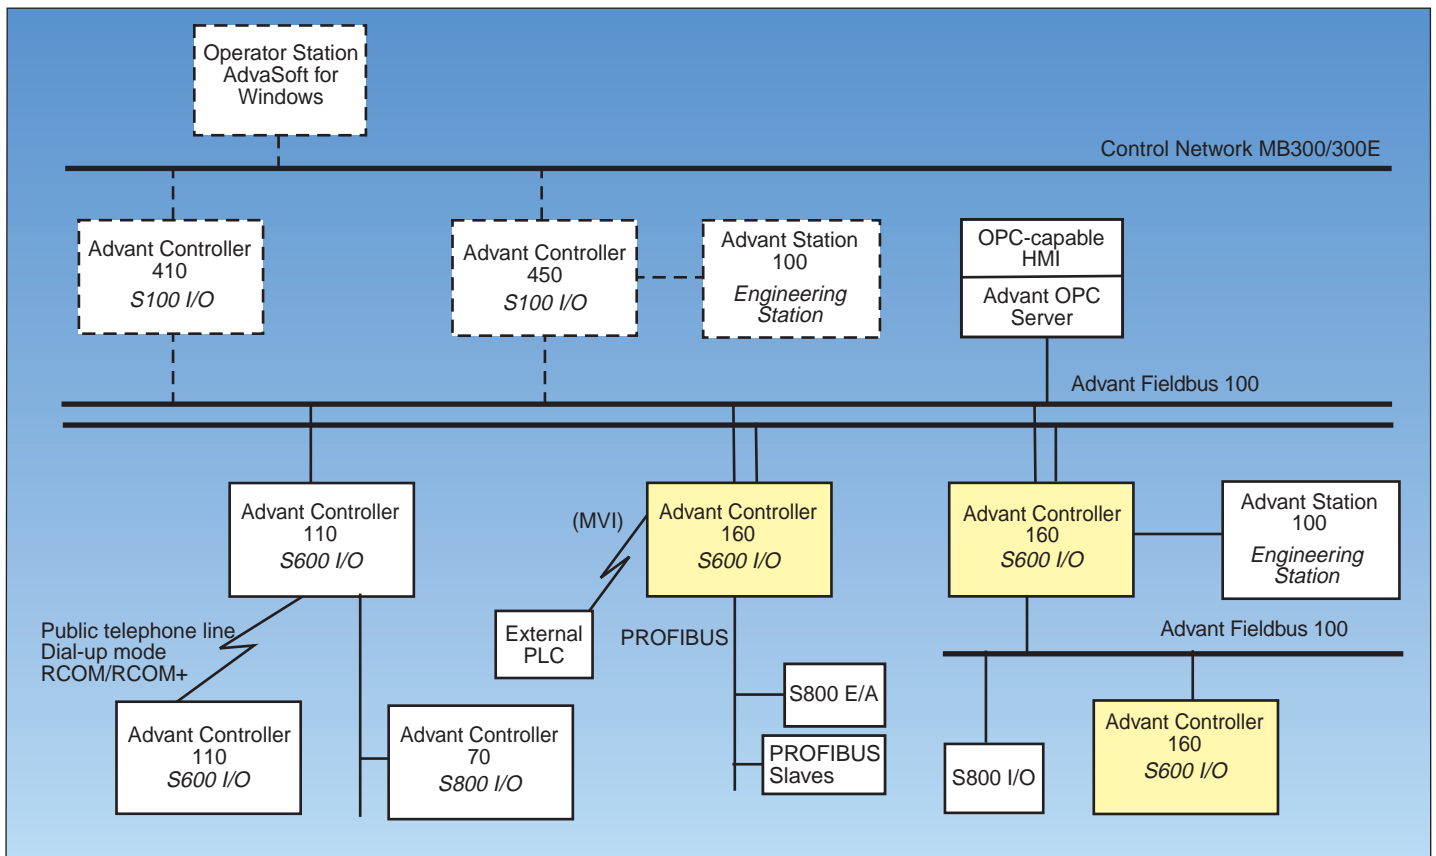 Operator Station
AdvaSoft for
Windows
Control Network MB300/300E
Advant Controller
410
S100 I/O
Advant Controller
450
S100 I/O
Advant Station
100
Engineering
Station
OPC-capable
HMI
Advant OPC
Server
Advant Fieldbus 100
Advant Controller
110
S600 I/O
(MVI)
Advant Controller
160
S600 I/O
Advant Controller
160
S600 I/O
Advant Station
100
Engineering
Station
Public telephone line
Dial-up mode
RCOM/RCOM+
External
PLC
PROFIBUS
Advant Fieldbus 100
Advant Controller
110
S600 I/O
Advant Controller
70
S800 I/O
S800 E/A
PROFIBUS
Slaves
S800 I/O
Advant Controller
160
S600 I/O